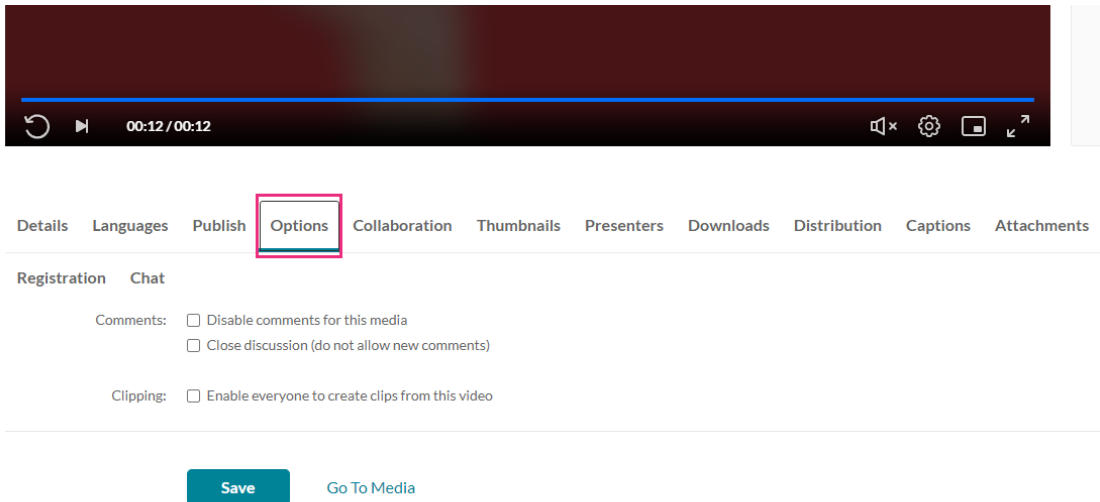 00:12 / 00:12
Details Languages Publish Options Collaboration Thumbnails Presenters Downloads Distribution Captions Attachments
Registration Chat
Comments: Disable comments for this media
Close discussion (do not allow new comments)
Clipping: Enable everyone to create clips from this video
Save Go To Media